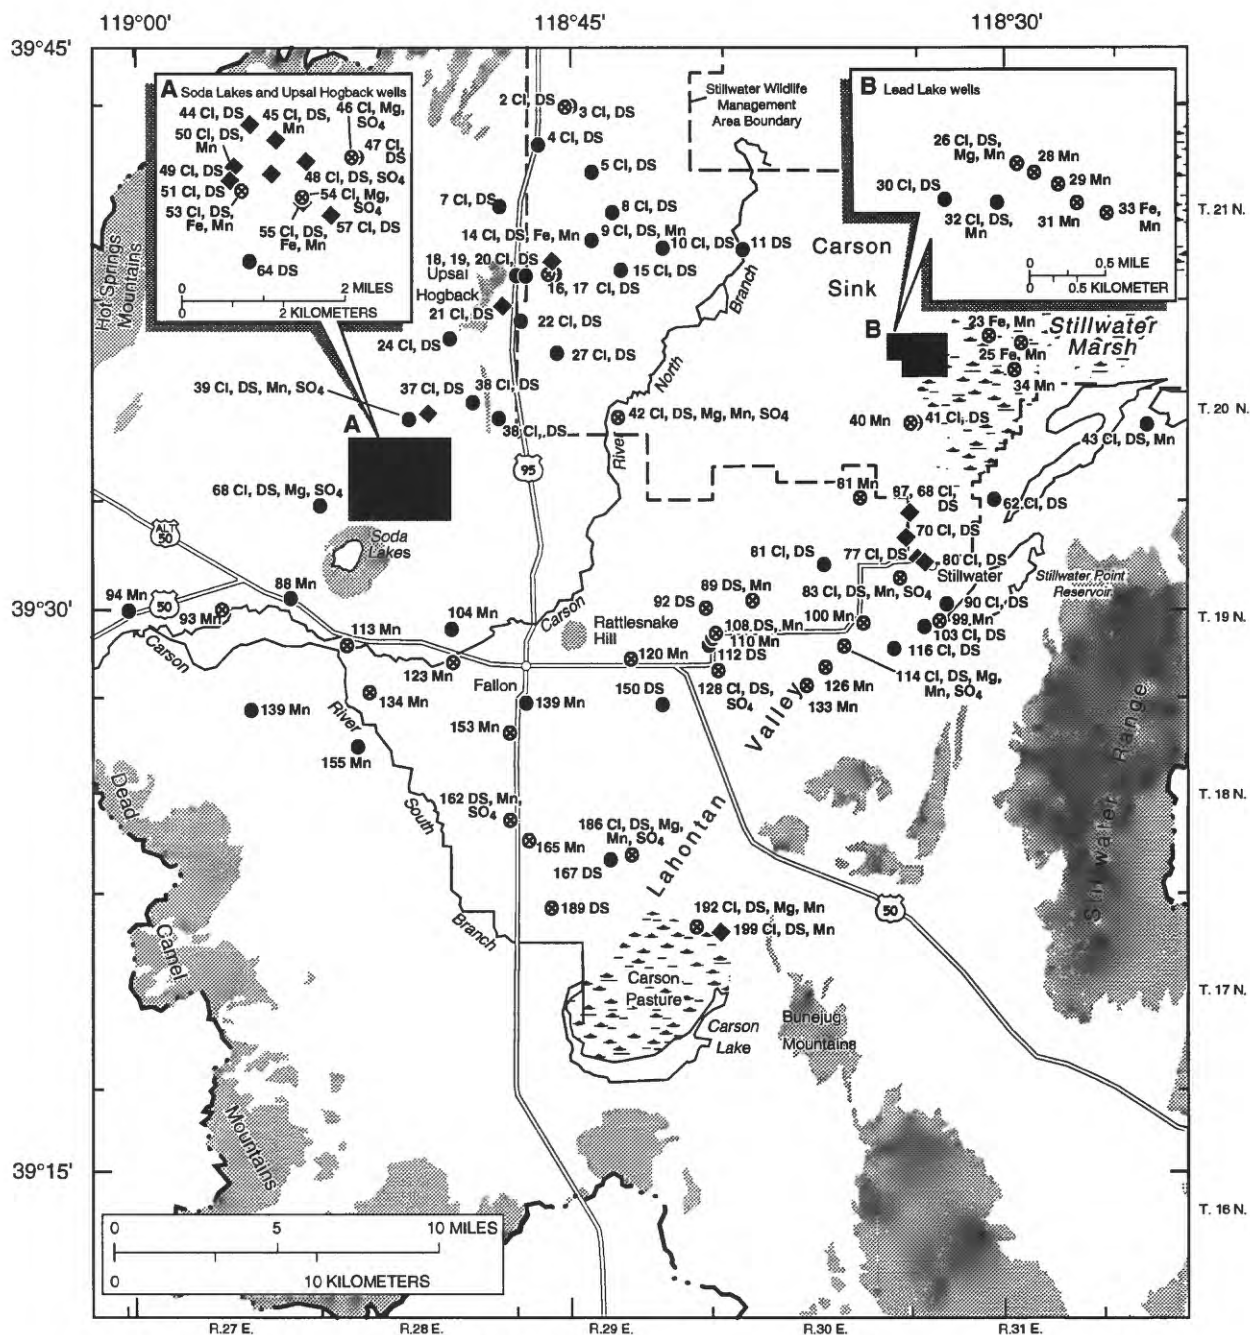 119°00'
118°45'
118°30'
39°45'
A Soda Lakes and Upsal Hogback wells
44 Cl, DS
45 Cl, DS,
Mn
46 Cl, Mg,
SO4
50 Cl, DS,
Mn
47 Cl,
DS
49 Cl, DS
48 Cl, DS, SO4
51 Cl, DS
54 Cl, Mg,
SO4
53 Cl, DS,
Fe, Mn
55 Cl, DS,
Fe, Mn
57 Cl, DS
64 DS
0
2 MILES
0
2 KILOMETERS
2 Cl, DS
3 Cl, DS
4 Cl, DS
5 Cl, DS
7 Cl, DS
8 Cl, DS
9 Cl, DS, Mn
14 Cl, DS, Fe, Mn
10 Cl, DS
11 DS
18, 19, 20 Cl, DS
15 Cl, DS
Upsal
Hogback
16, 17 Cl, DS
21 Cl, DS
22 Cl, DS
24 Cl, DS
27 Cl, DS
Stillwater Wildlife
Management
Area Boundary
B Lead Lake wells
26 Cl, DS,
Mg, Mn
28 Mn
30 Cl, DS
29 Mn
32 Cl, DS,
Mn
31 Mn
33 Fe,
Mn
0
0.5 MILE
0
0.5 KILOMETER
T. 21 N.
Carson
Sink
Branch
North
River
Hot Springs
Mountains
B
23 Fe, Mn
Stillwater
Marsh
25 Fe, Mn
34 Mn
39 Cl, DS, Mn, SO4
37 Cl, DS
38 Cl, DS
A
38 Cl, DS
42 Cl, DS, Mg, Mn, SO4
40 Mn
41 Cl, DS
T. 20 N.
43 Cl, DS, Mn
95
68 Cl, DS, Mg, SO4
81 Mn
87, 68 Cl,
DS
62 Cl, DS
ALT
50
Soda
Lakes
70 Cl, DS
81 Cl, DS
77 Cl, DS
80 Cl, DS
Stillwater
Stillwater Point
Reservoir
94 Mn
50
88 Mn
89 DS, Mn
83 Cl, DS, Mn, SO4
39°30'
93 Mn
104 Mn
Carson
92 DS
100 Mn
90 Cl, DS
T. 19 N.
Rattlesnake
Hill
108 DS, Mn
99 Mn
Carson
113 Mn
110 Mn
103 Cl, DS
123 Mn
120 Mn
112 DS
116 Cl, DS
Fallon
128 Cl, DS,
SO4
126 Mn
114 Cl, DS, Mg,
Mn, SO4
134 Mn
139 Mn
150 DS
133 Mn
139 Mn
River
153 Mn
Valley
155 Mn
Dead
South
162 DS, Mn,
SO4
186 Cl, DS, Mg,
Mn, SO4
Lahontan
Stillwater
Range
T. 18 N.
165 Mn
167 DS
50
189 DS
192 Cl, DS, Mg, Mn
199 Cl, DS, Mn
Branch
Camel
Carson
Pasture
T. 17 N.
Carson
Lake
Bunejug
Mountains
Mountains
39°15'
T. 16 N.
0
5
10 MILES
0
10 KILOMETERS
R.27 E.
R.28 E.
R.29 E.
R.30 E.
R.31 E.